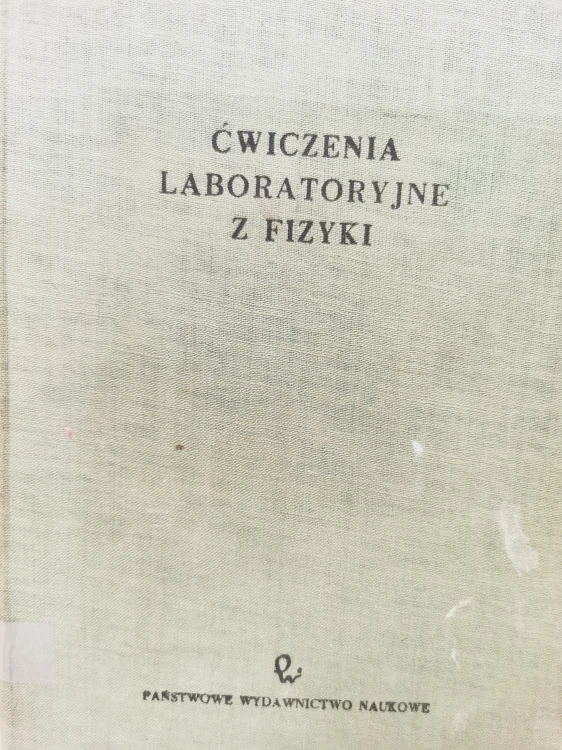 ĆWICZENIA
LABORATORYJNE
Z FIZYKI
PAŃSTWOWE WYDAWNICTWO NAUKOWE